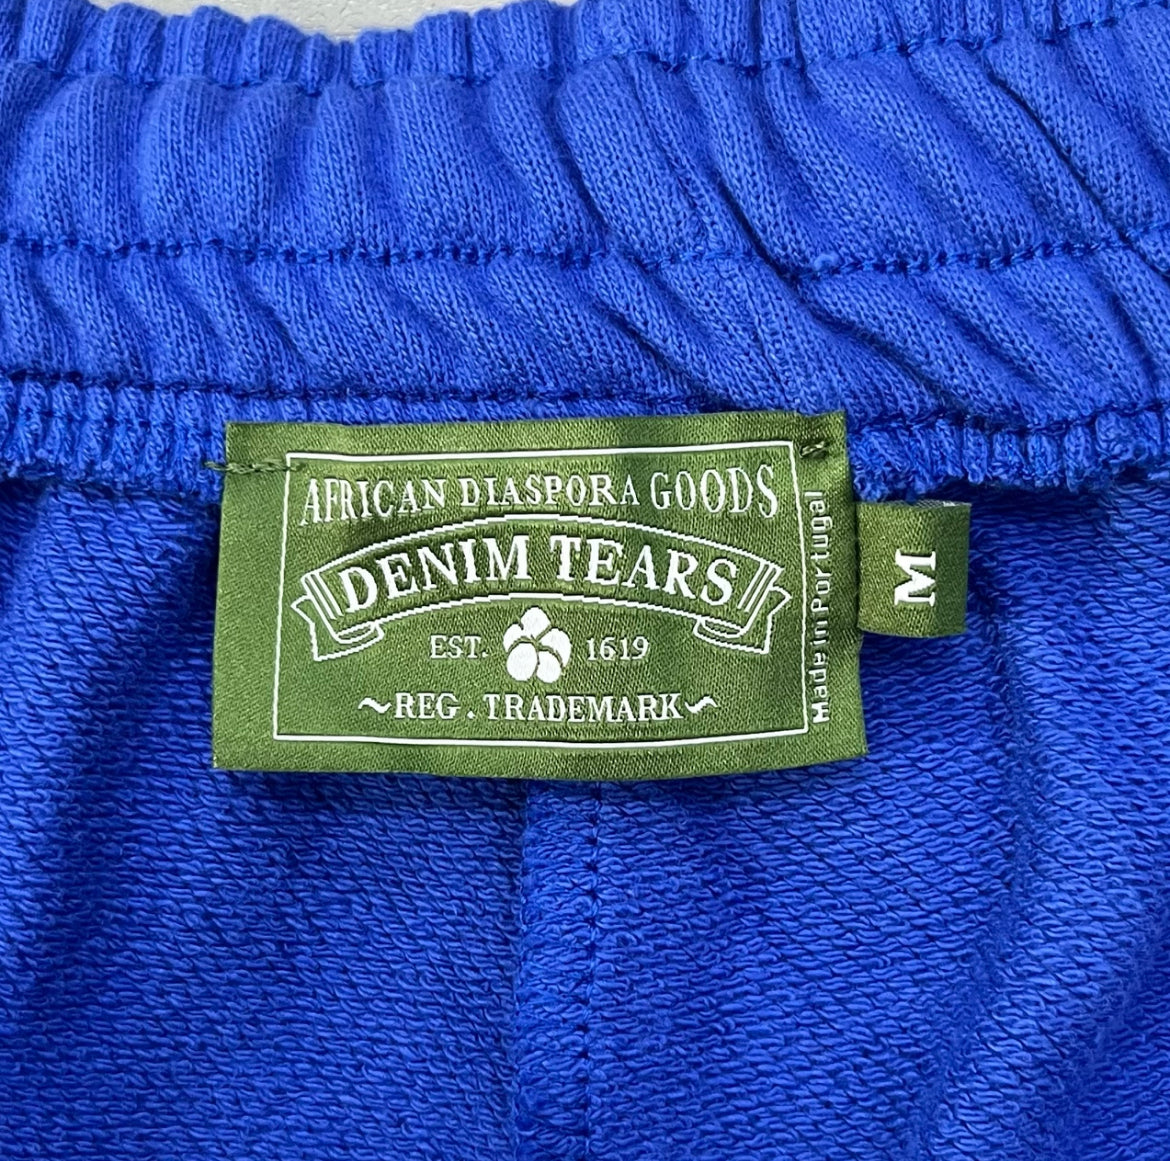 AFRICAN DIASPORA GOODS
DENIM TEARS
EST. 1619
~REG. TRADEMARK~
Made in Portugal
M